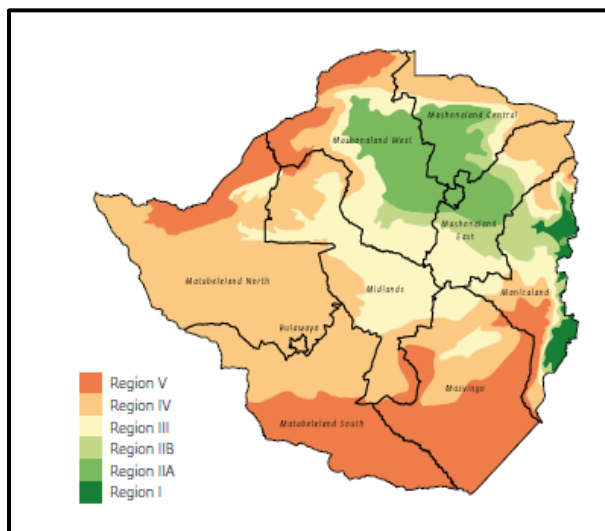 Mashonaland Central
Mashonaland West
Mashonaland
East
Matabeleland North
Midlands
Manicaland
Bulawayo
Masvingo
Matabeleland South
Region V
Region IV
Region III
Region IIB
Region IIA
Region I